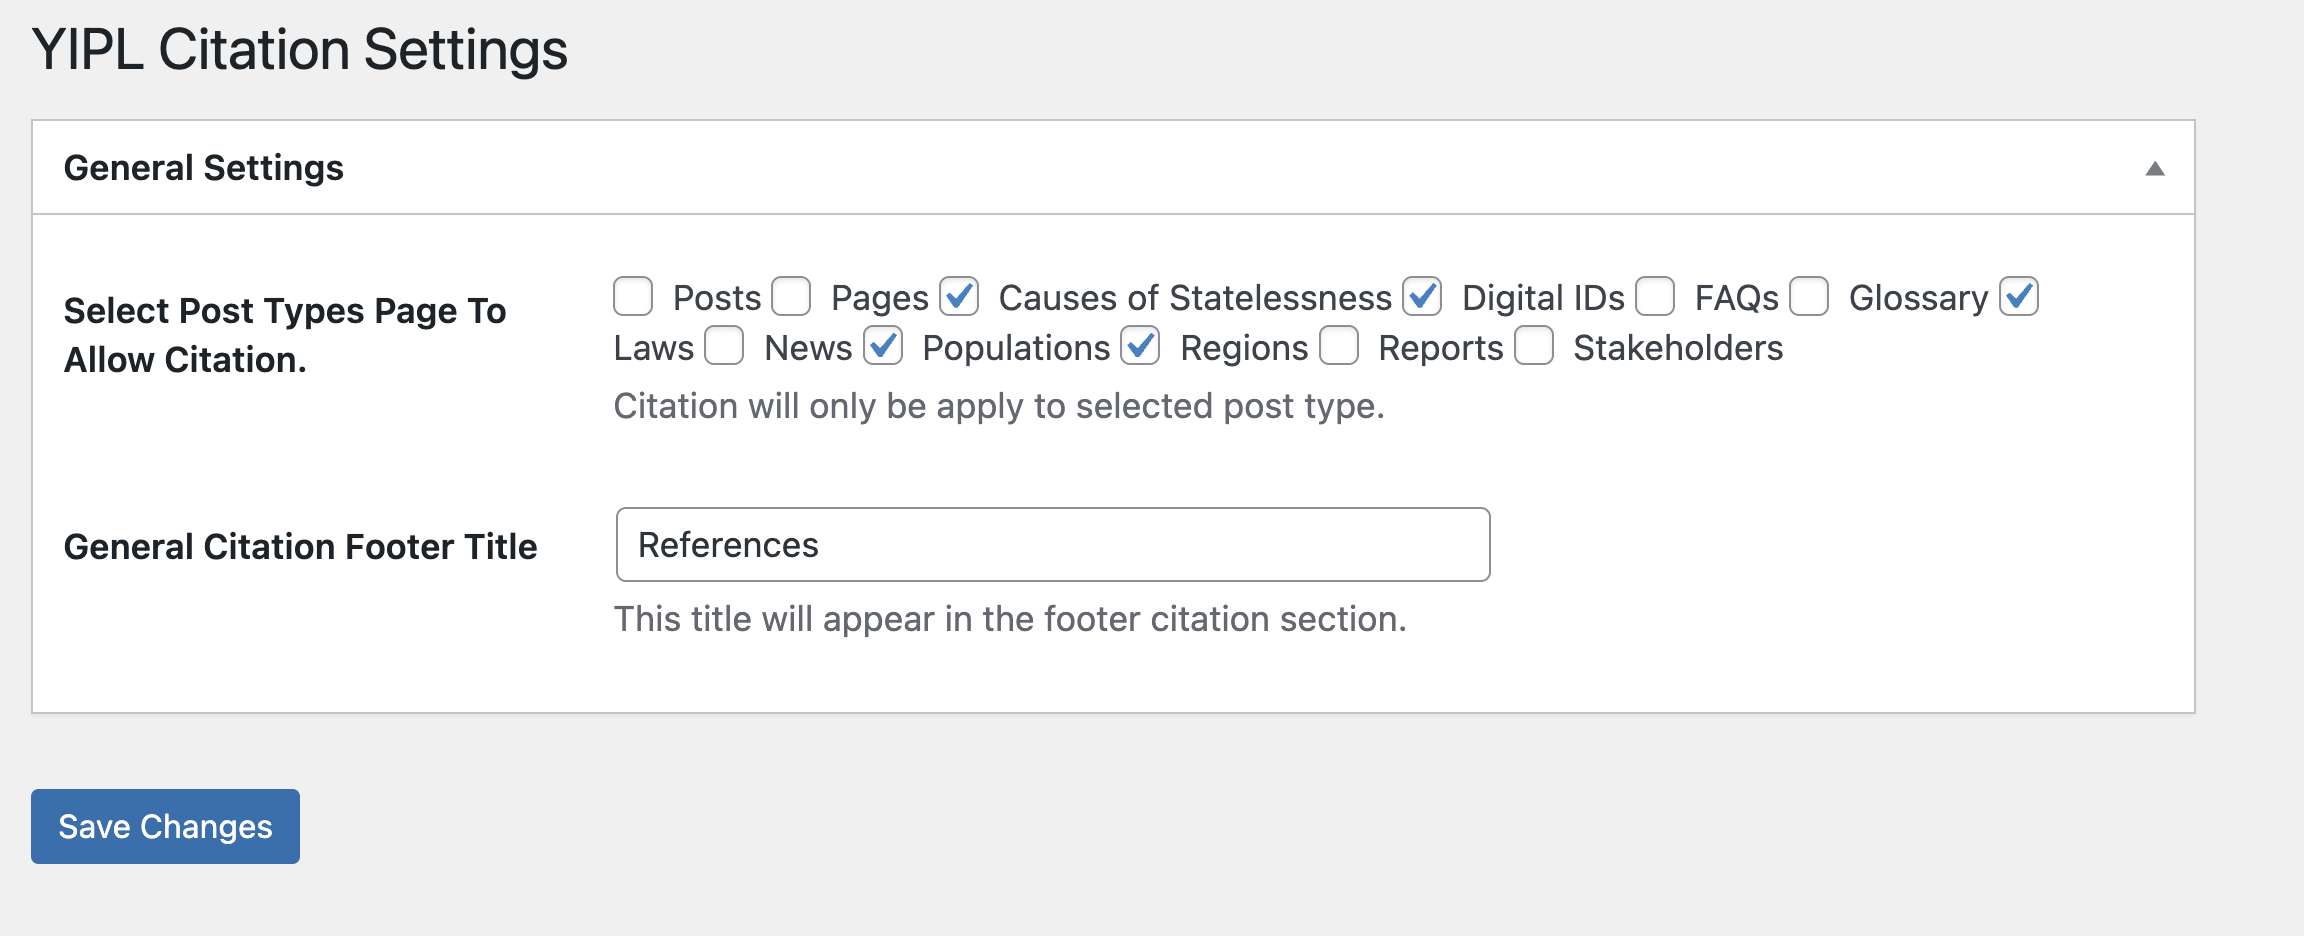 YIPL Citation Settings
General Settings
Select Post Types Page To
Allow Citation.
Posts Pages Causes of Statelessness Digital IDs FAQs Glossary
Laws News Populations Regions Reports Stakeholders
Citation will only be apply to selected post type.
General Citation Footer Title
References
This title will appear in the footer citation section.
Save Changes